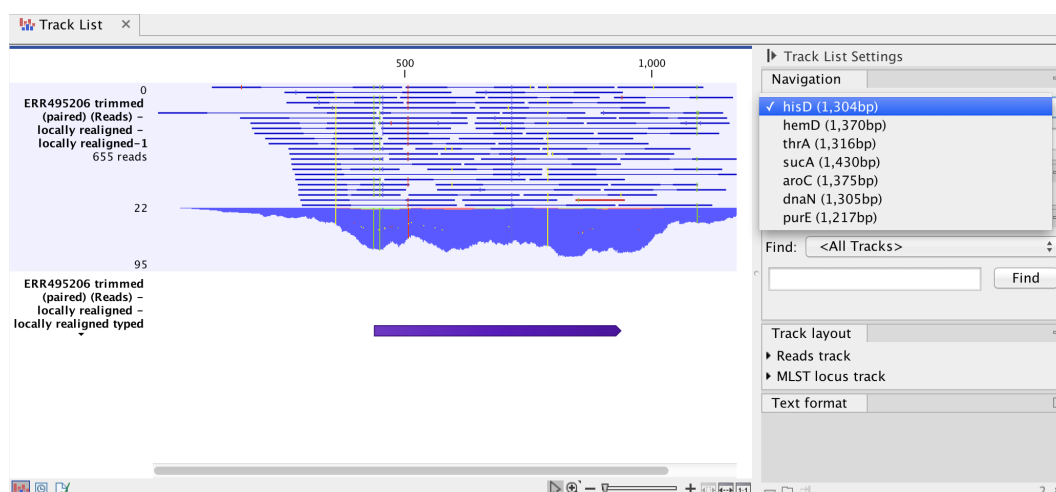 Track List ×
500 1,000
0
ERR495206 trimmed
(paired) (Reads) –
locally realigned –
locally realigned-1
655 reads
22
95
ERR495206 trimmed
(paired) (Reads) –
locally realigned –
locally realigned typed
Track List Settings
Navigation
✓ hisD (1,304bp)
hemD (1,370bp)
thrA (1,316bp)
sucA (1,430bp)
aroC (1,375bp)
dnaN (1,305bp)
purE (1,217bp)
Find: <All Tracks>
Find
Track layout
Reads track
MLST locus track
Text format
1:1